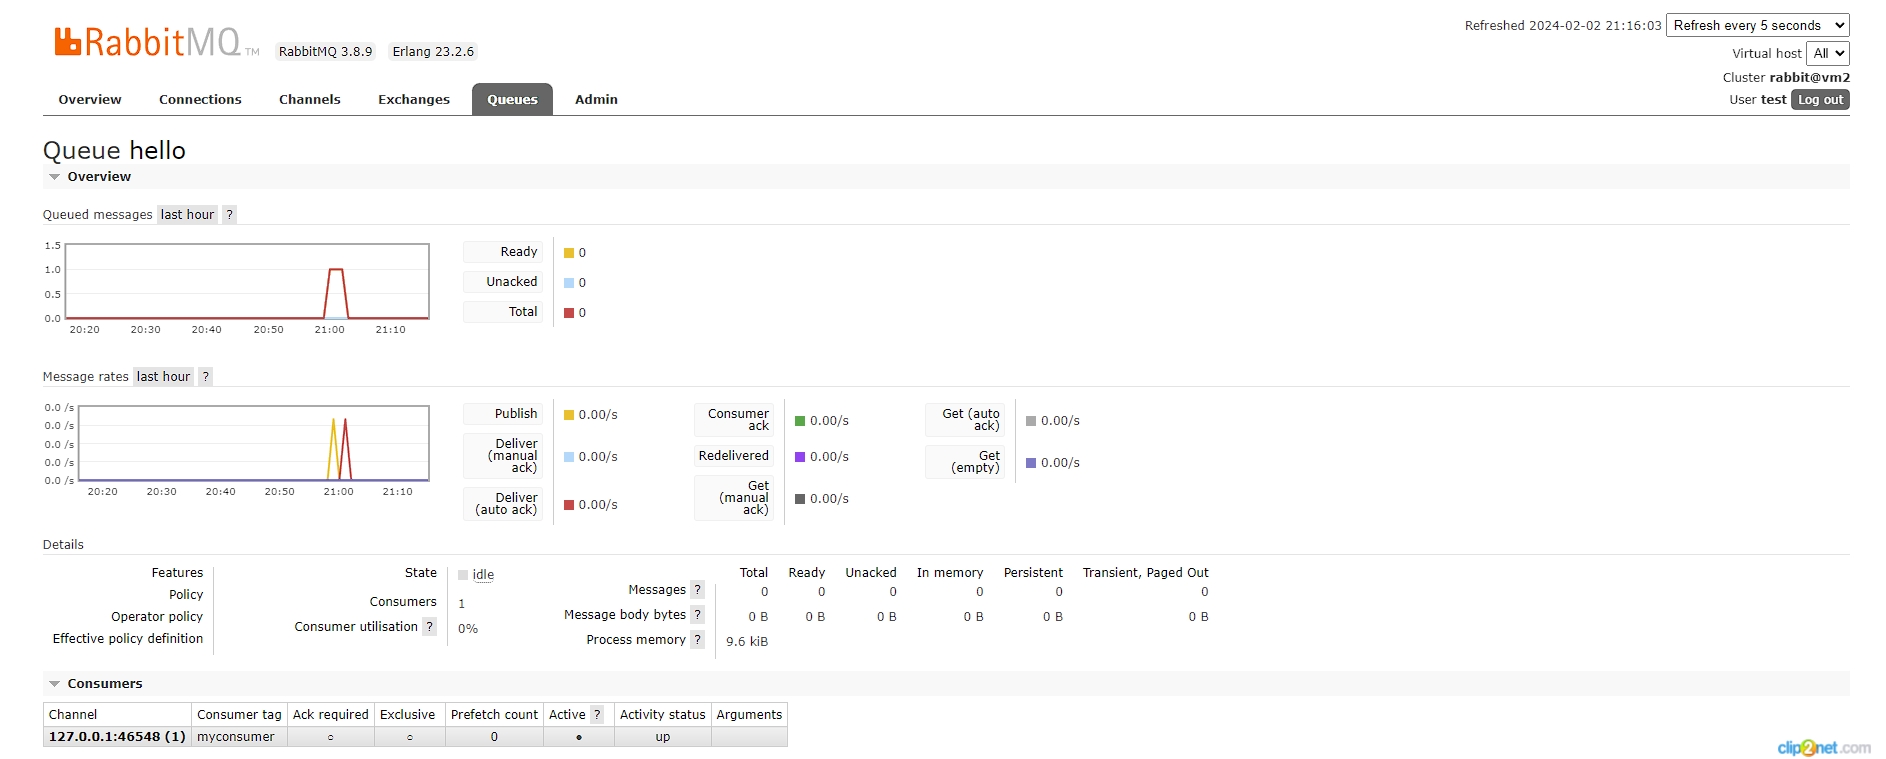 RabbitMQ TM RabbitMQ 3.8.9 Erlang 23.2.6
Refreshed 2024-02-02 21:16:03 Refresh every 5 seconds
Virtual host All
Cluster rabbit@vm2
User test Log out
Overview Connections Channels Exchanges Queues Admin
Queue hello
Overview
Queued messages last hour ?
1.5
1.0
0.5
0.0
20:20 20:30 20:40 20:50 21:00 21:10
Ready 0
Unacked 0
Total 0
Message rates last hour ?
0.0 /s
0.0 /s
0.0 /s
0.0 /s
0.0 /s
20:20 20:30 20:40 20:50 21:00 21:10
Publish 0.00/s
Deliver
(manual
ack) 0.00/s
Deliver
(auto ack) 0.00/s
Consumer
ack 0.00/s
Redelivered 0.00/s
Get
(manual
ack) 0.00/s
Get (auto
ack) 0.00/s
Get
(empty) 0.00/s
Details
Features
Policy
Operator policy
Effective policy definition
State idle
Consumers 1
Consumer utilisation ? 0%
Total Ready Unacked In memory Persistent Transient, Paged Out
Messages ? 0 0 0 0 0 0
Message body bytes ? 0 B 0 B 0 B 0 B 0 B 0 B
Process memory ? 9.6 kiB
Consumers
Channel Consumer tag Ack required Exclusive Prefetch count Active ? Activity status Arguments
127.0.0.1:46548 (1) myconsumer ○ ○ 0 ● up
clip2net.com